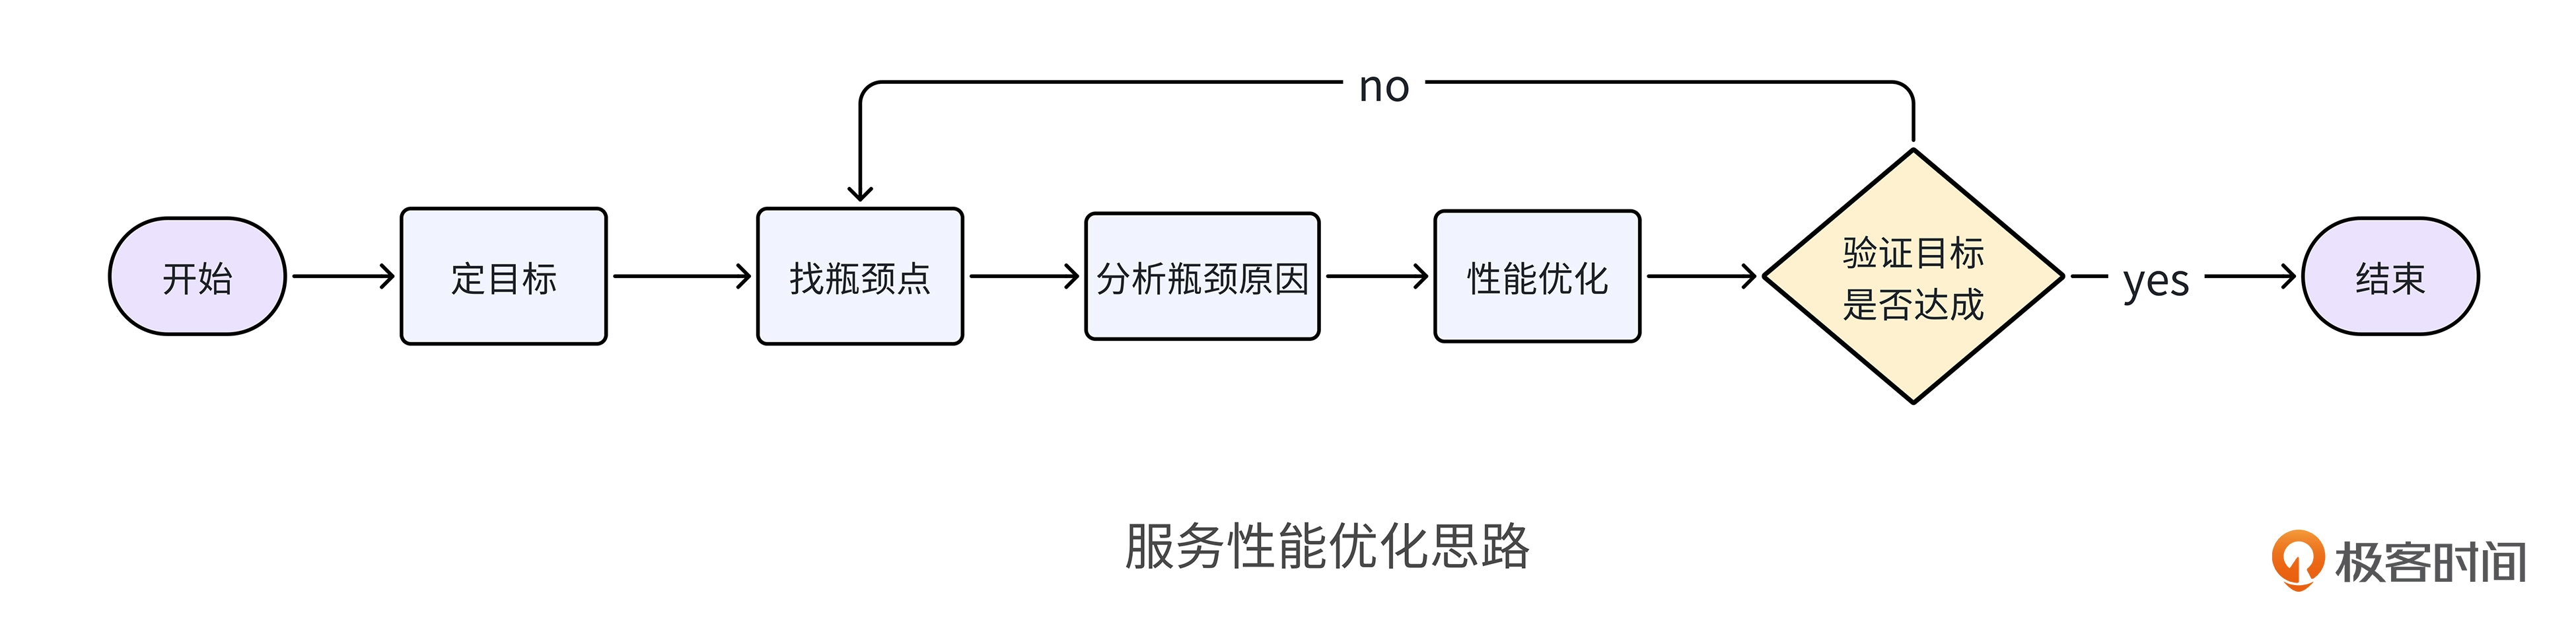 no
开始
定目标
找瓶颈点
分析瓶颈原因
性能优化
验证目标
是否达成
yes
结束
服务性能优化思路
极客时间